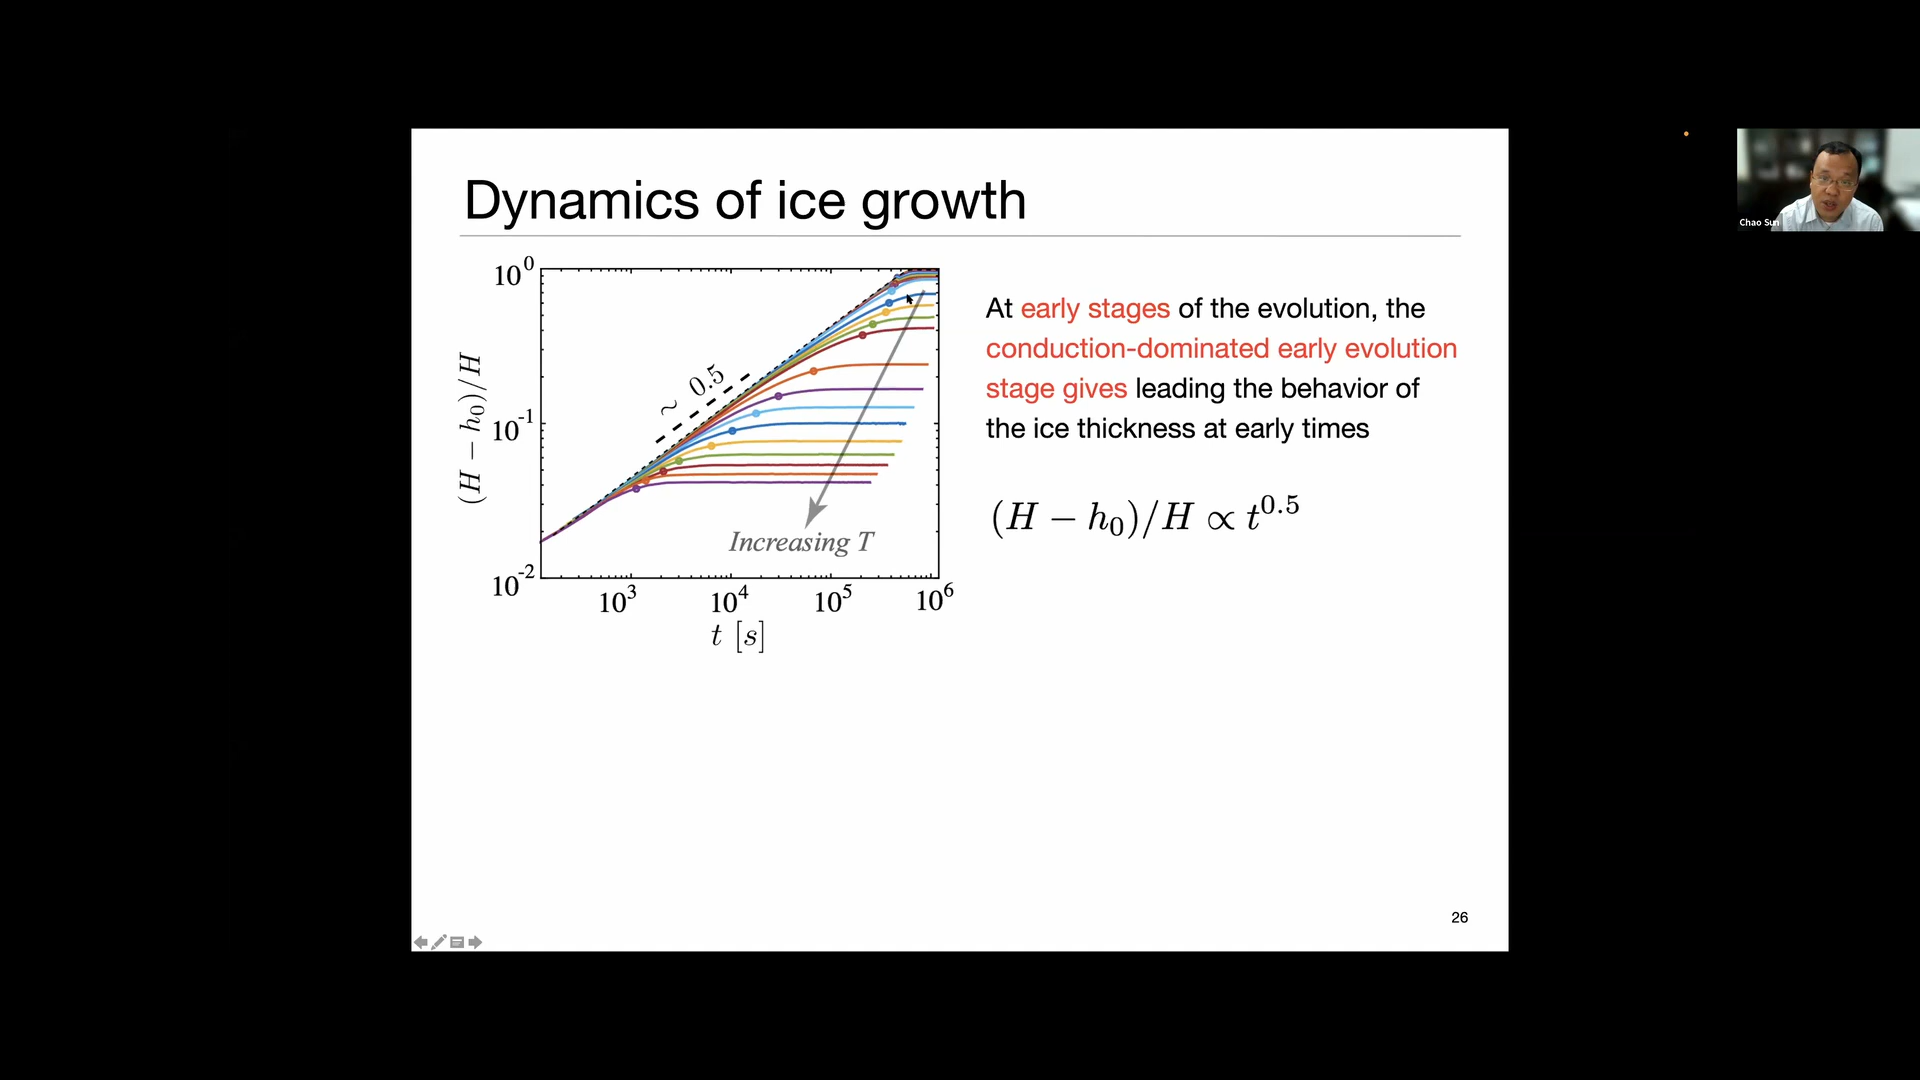 Dynamics of ice growth
10^0
10^-1
10^-2
(H − h_0)/H
~ 0.5
Increasing T
10^3 10^4 10^5 10^6
t [s]
At early stages of the evolution, the
conduction-dominated early evolution
stage gives leading the behavior of
the ice thickness at early times
(H − h_0)/H ∝ t^0.5
26
Chao Sun